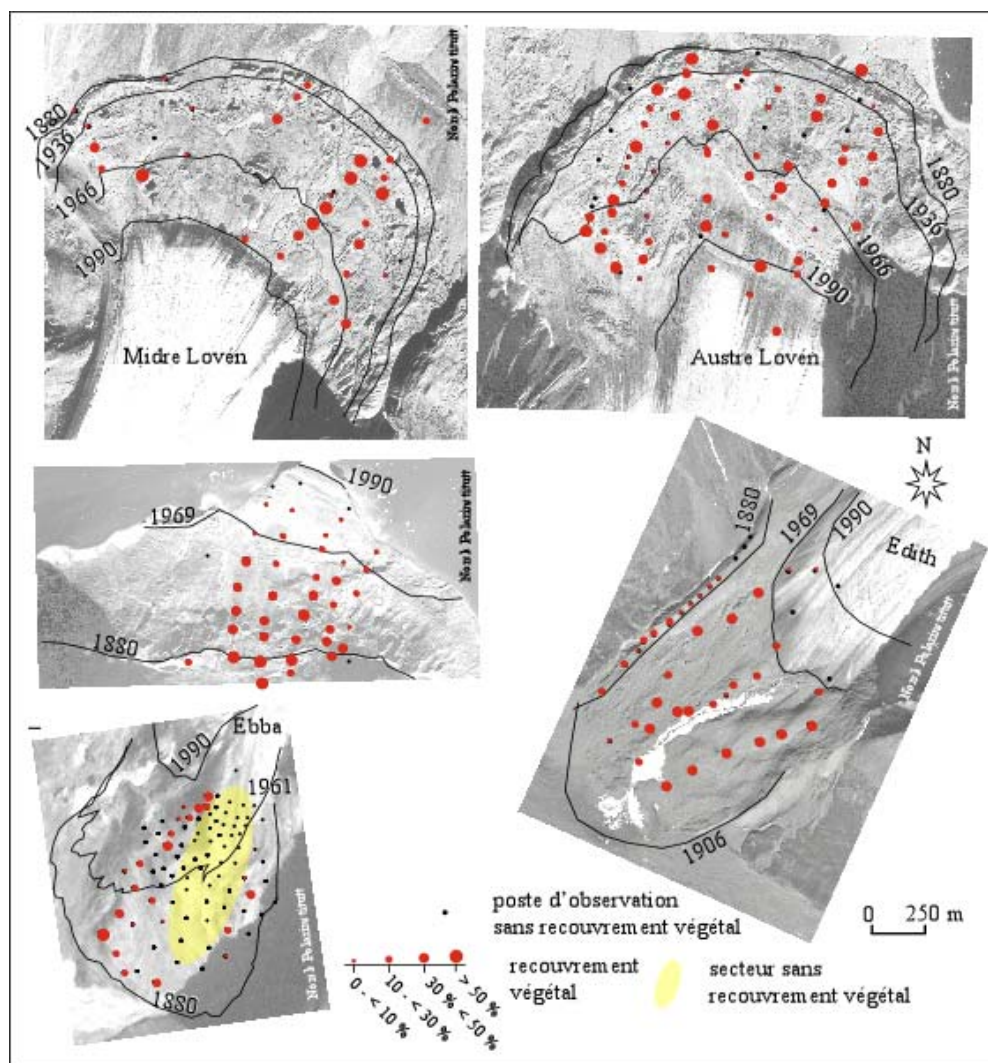 1880
1936
1966
1990
Midre Lovén
1880
1936
1966
1990
Austre Lovén
N
1990
1969
1880
1880
1969
1990
Edith
1906
Ebba
1990
1961
1880
poste d'observation
sans recouvrement végétal
recouvrement
végétal
secteur sans
recouvrement végétal
0 250 m
0 - < 10 %
10 - < 30 %
30 % < 50 %
> 50 %